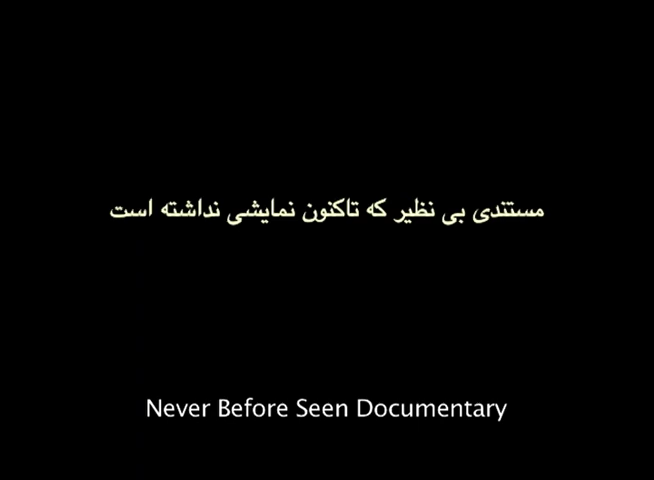 مستندی بی نظیر که تاکنون نمایشی نداشته است
Never Before Seen Documentary